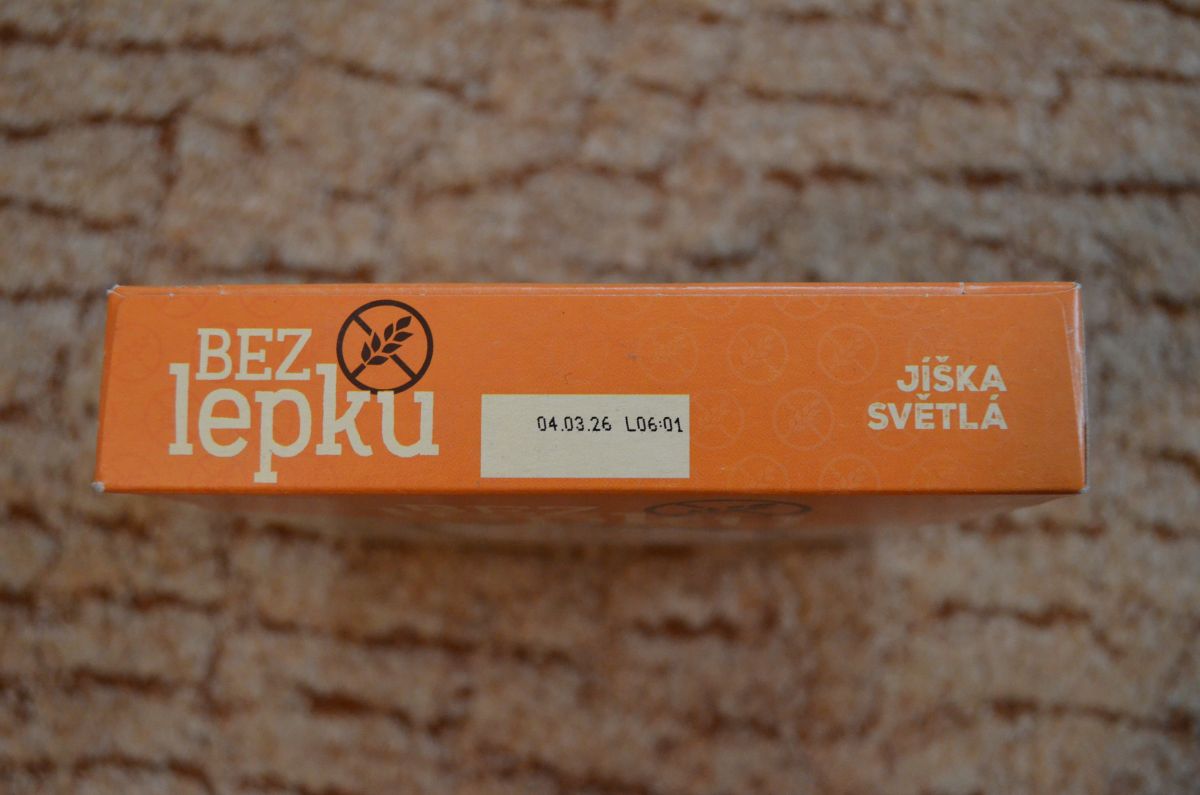 BEZ
lepku
04.03.26 L06:01
JÍŠKA
SVĚTLÁ